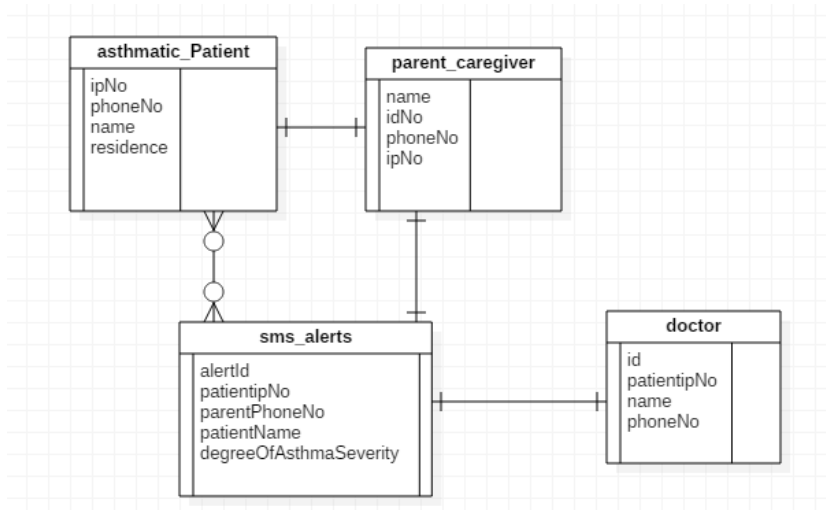 asthmatic_Patient
ipNo
phoneNo
name
residence
parent_caregiver
name
idNo
phoneNo
ipNo
sms_alerts
alertId
patientipNo
parentPhoneNo
patientName
degreeOfAsthmaSeverity
doctor
id
patientipNo
name
phoneNo